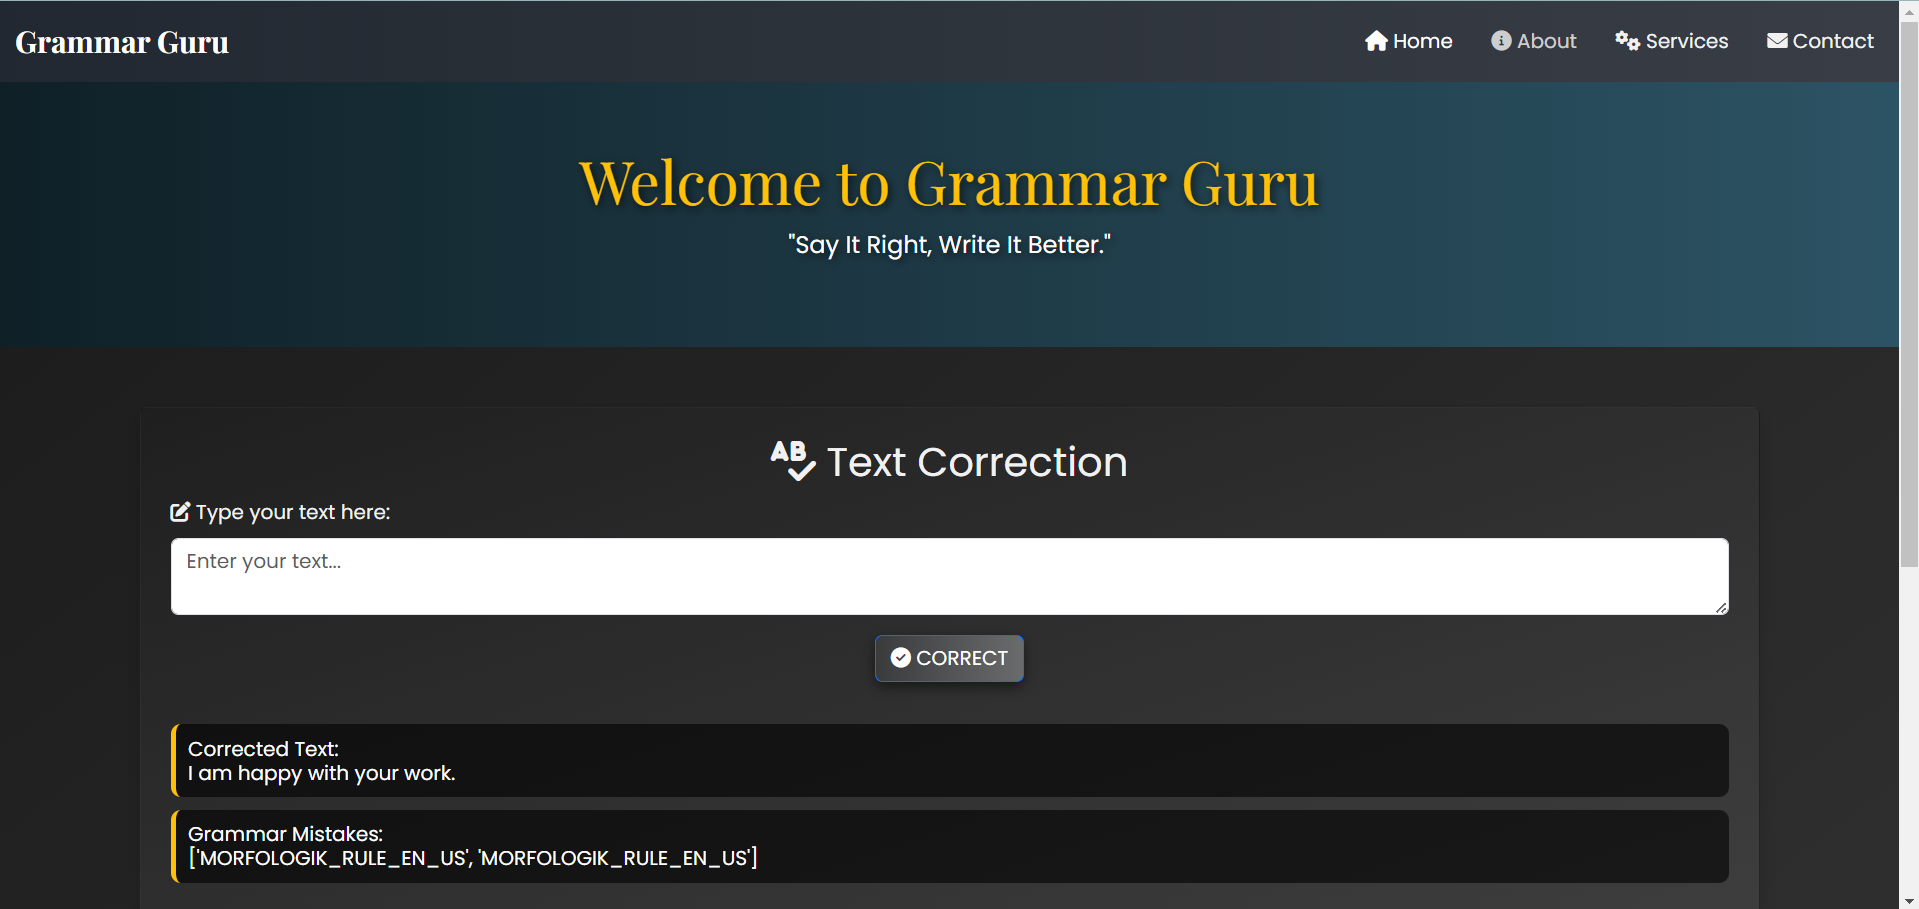 Grammar Guru
Home
About
Services
Contact
Welcome to Grammar Guru
"Say It Right, Write It Better."
AB Text Correction
Type your text here:
Enter your text...
CORRECT
Corrected Text:
I am happy with your work.
Grammar Mistakes:
['MORFOLOGIK_RULE_EN_US', 'MORFOLOGIK_RULE_EN_US']